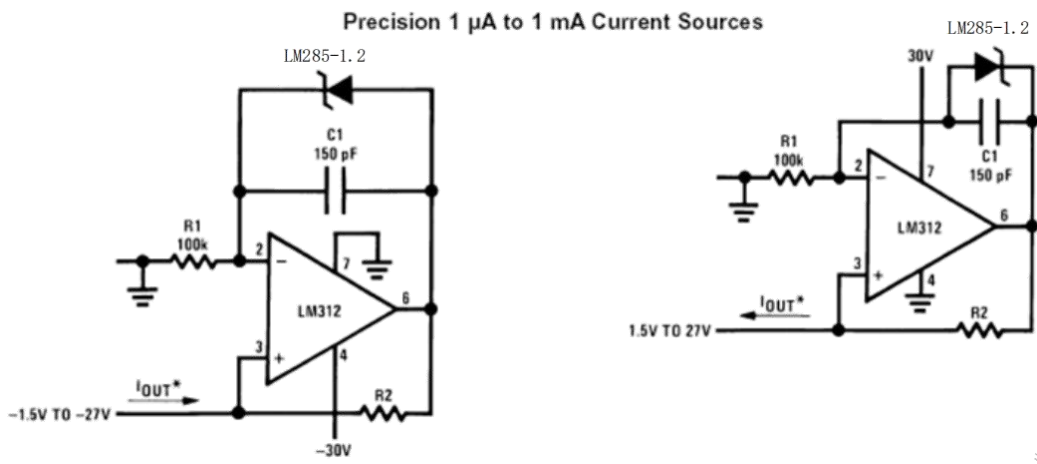 Precision 1 µA to 1 mA Current Sources
LM285-1.2
C1
150 pF
R1
100k
2
−
7
LM312
6
3
+
4
IOUT*
R2
−1.5V TO −27V
−30V
LM285-1.2
30V
R1
100k
C1
150 pF
2
−
7
LM312
6
3
+
4
IOUT*
R2
1.5V TO 27V